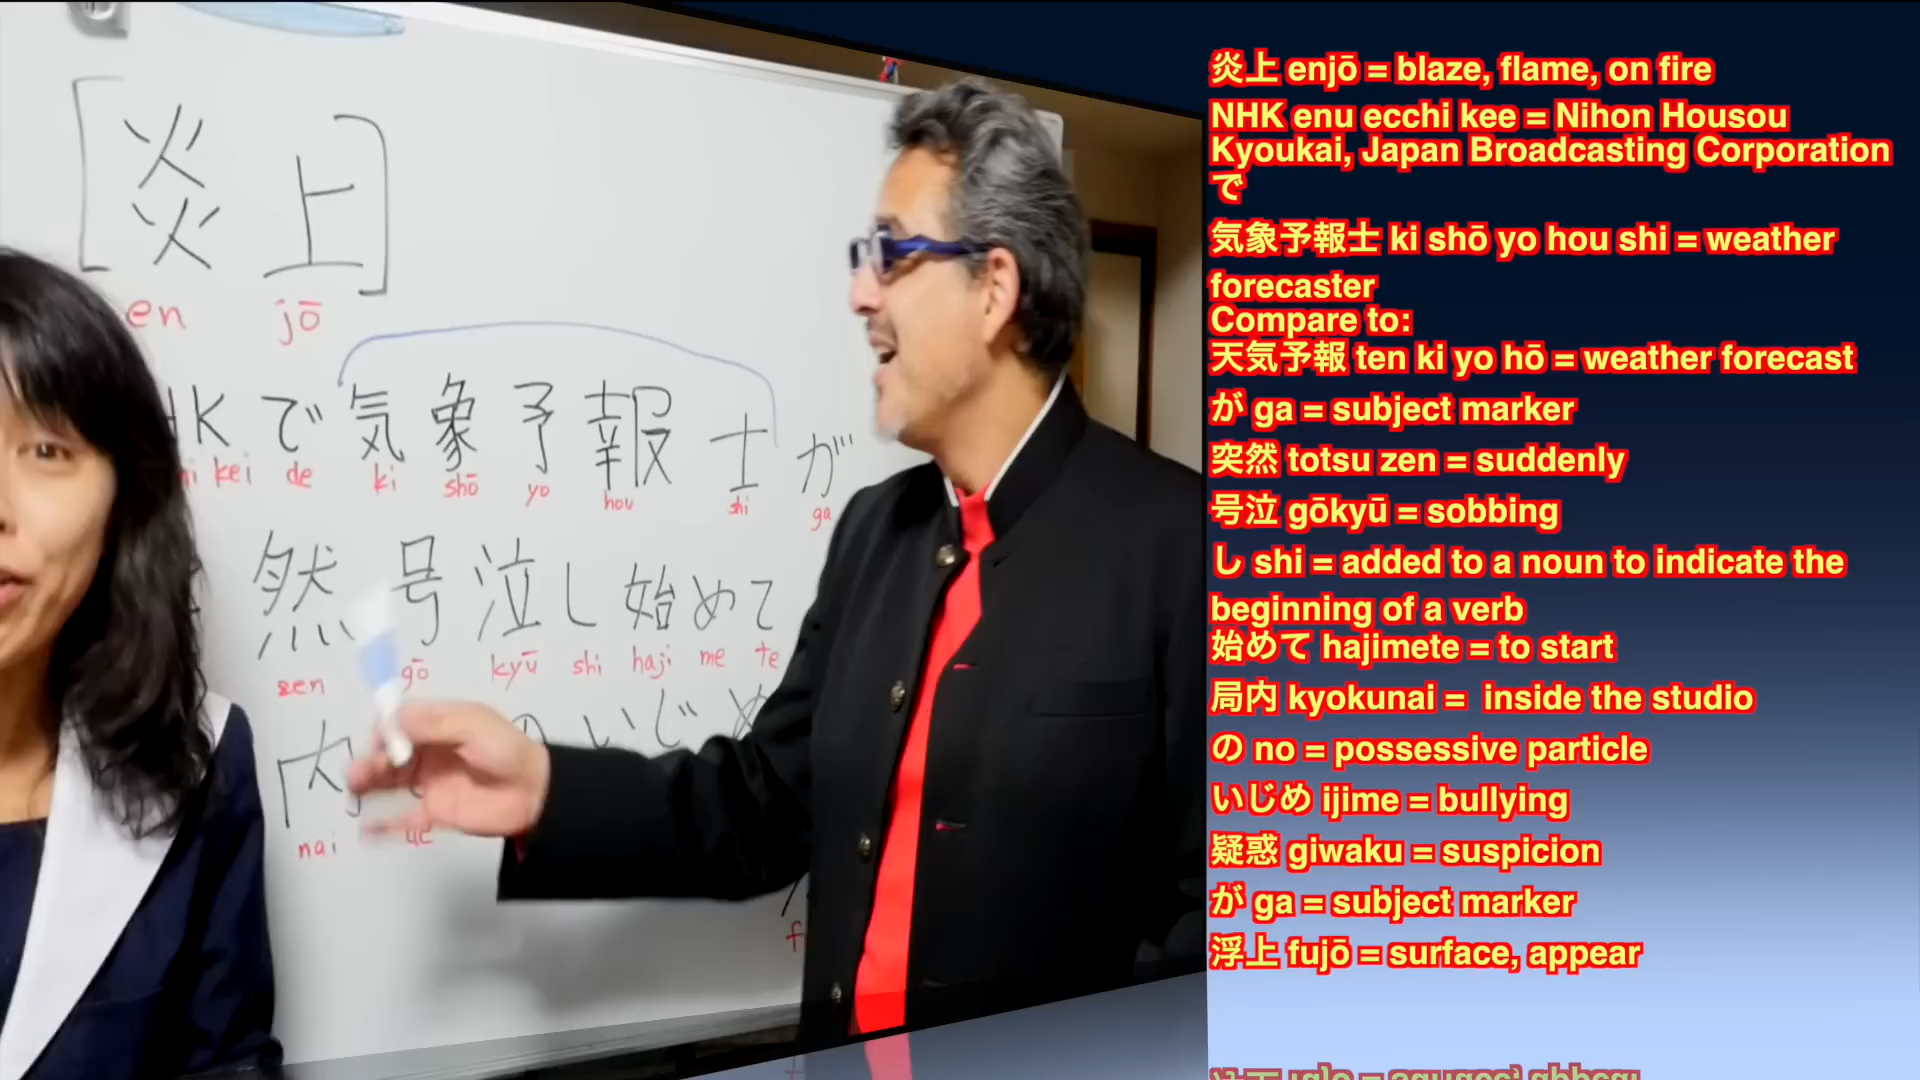 [炎上]
en jō
HKで気象予報士が
kei de ki shō yo hou shi ga
然号泣し始めて
zen gō kyū shi haji me te
内 のいじめ
nai de
炎上 enjō = blaze, flame, on fire
NHK enu ecchi kee = Nihon Housou
Kyoukai, Japan Broadcasting Corporation
で
気象予報士 ki shō yo hou shi = weather
forecaster
Compare to:
天気予報 ten ki yo hō = weather forecast
が ga = subject marker
突然 totsu zen = suddenly
号泣 gōkyū = sobbing
し shi = added to a noun to indicate the
beginning of a verb
始めて hajimete = to start
局内 kyokunai =  inside the studio
の no = possessive particle
いじめ ijime = bullying
疑惑 giwaku = suspicion
が ga = subject marker
浮上 fujō = surface, appear